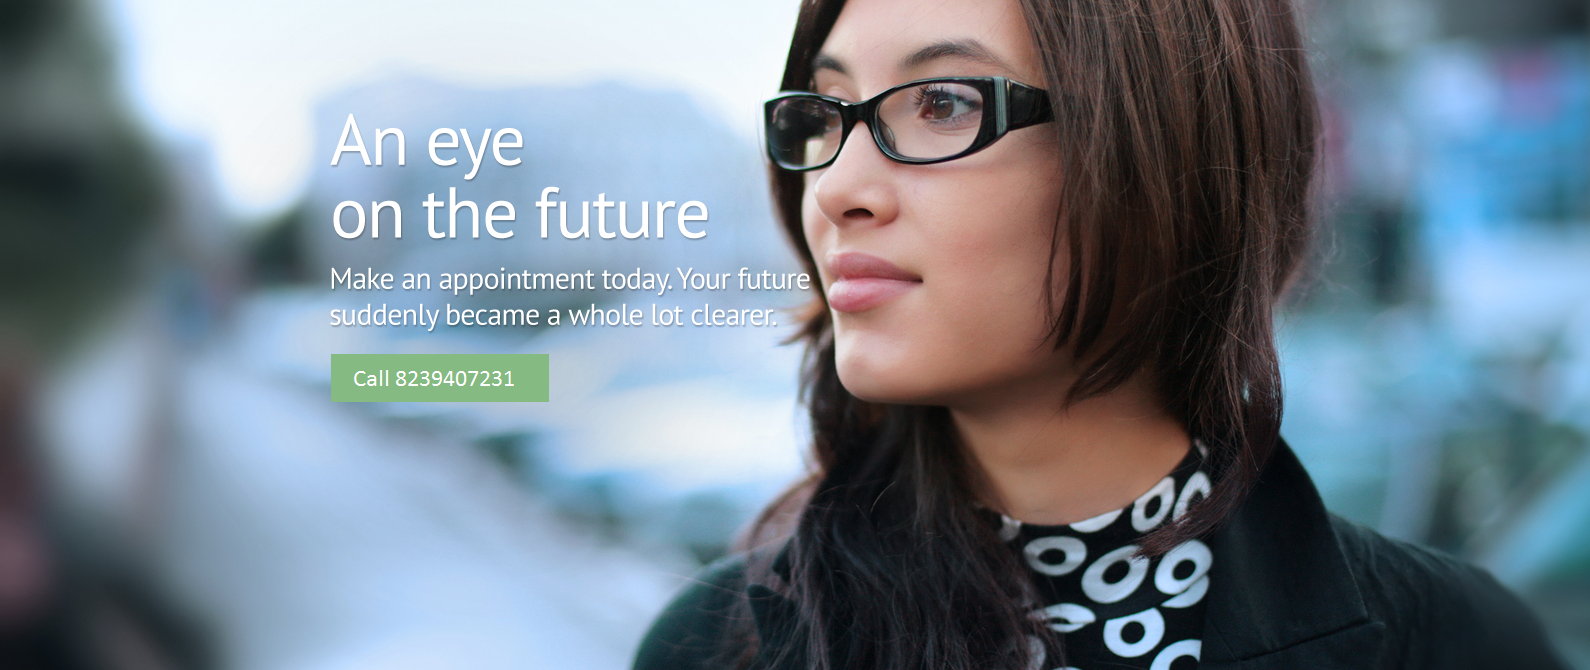 An eye
on the future
Make an appointment today. Your future
suddenly became a whole lot clearer.
Call 8239407231